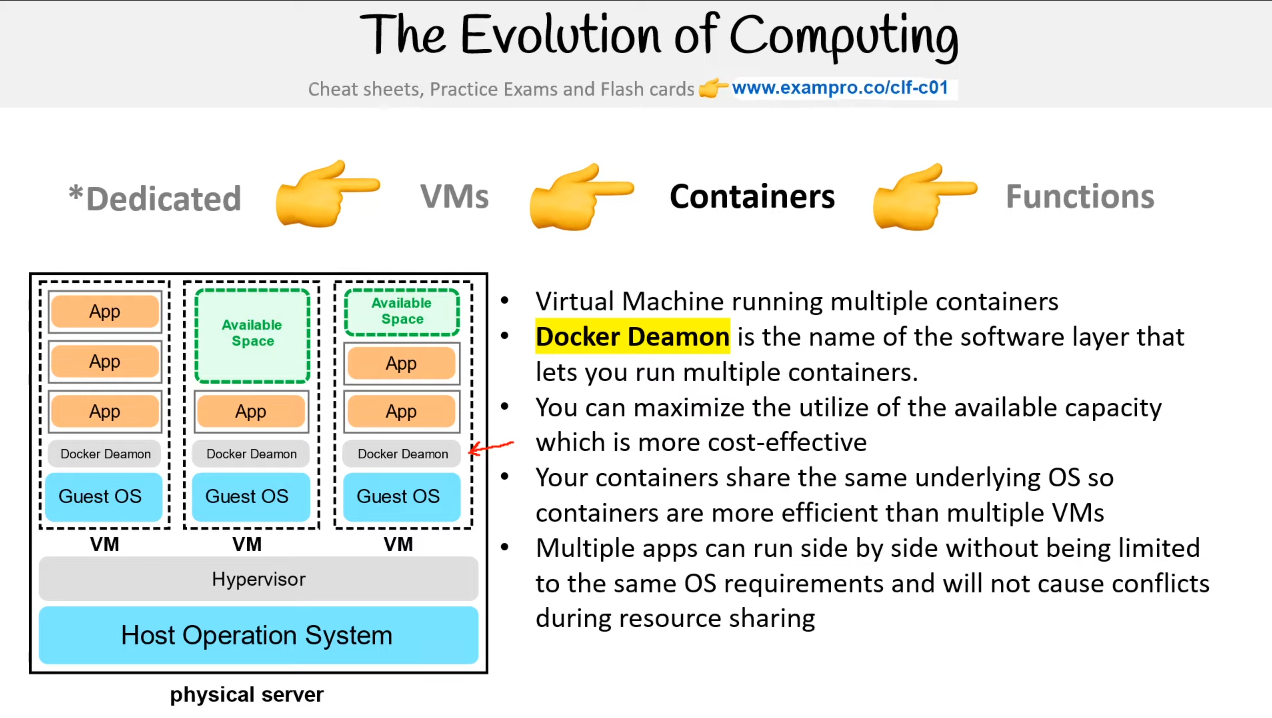 The Evolution of Computing
Cheat sheets, Practice Exams and Flash cards 👉 www.exampro.co/clf-c01
*Dedicated 👉 VMs 👉 Containers 👉 Functions
App
App
App
Docker Deamon
Guest OS
VM
Available
Space
App
Docker Deamon
Guest OS
VM
Available
Space
App
App
Docker Deamon
Guest OS
VM
Hypervisor
Host Operation System
physical server
• Virtual Machine running multiple containers
• Docker Deamon is the name of the software layer that
lets you run multiple containers.
• You can maximize the utilize of the available capacity
which is more cost-effective
• Your containers share the same underlying OS so
containers are more efficient than multiple VMs
• Multiple apps can run side by side without being limited
to the same OS requirements and will not cause conflicts
during resource sharing